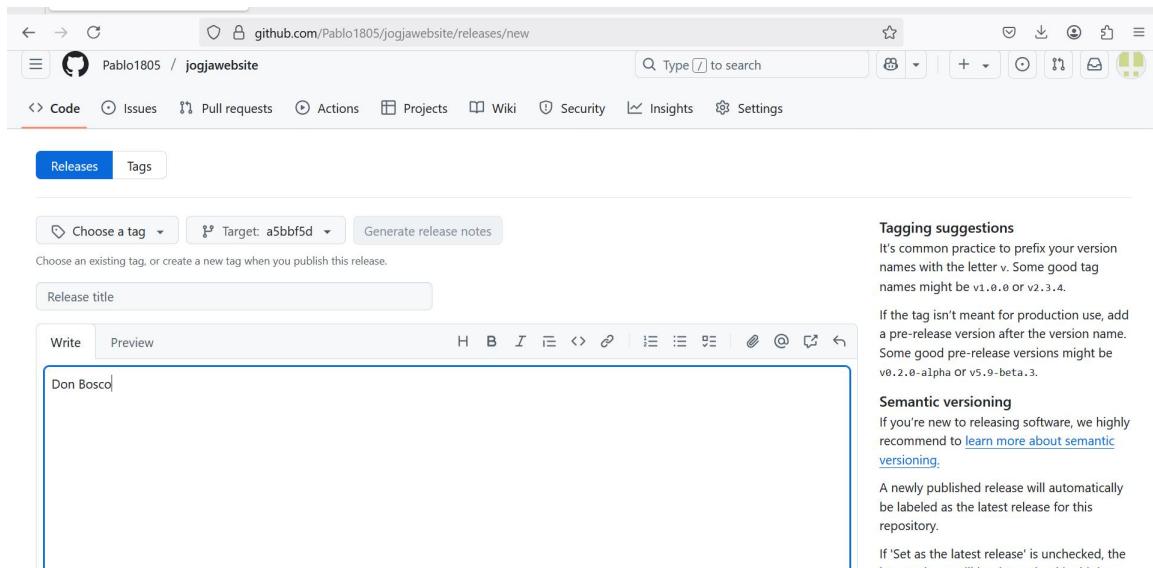 github.com/Pablo1805/jogjawebsite/releases/new
Pablo1805 / jogjawebsite
Type / to search
Code
Issues
Pull requests
Actions
Projects
Wiki
Security
Insights
Settings
Releases
Tags
Choose a tag
Target: a5bbf5d
Generate release notes
Choose an existing tag, or create a new tag when you publish this release.
Release title
Write
Preview
H B I
Don Bosco
Tagging suggestions
It's common practice to prefix your version
names with the letter v. Some good tag
names might be v1.0.0 or v2.3.4.
If the tag isn't meant for production use, add
a pre-release version after the version name.
Some good pre-release versions might be
v0.2.0-alpha or v5.9-beta.3.
Semantic versioning
If you're new to releasing software, we highly
recommend to learn more about semantic
versioning.
A newly published release will automatically
be labeled as the latest release for this
repository.
If 'Set as the latest release' is unchecked, the